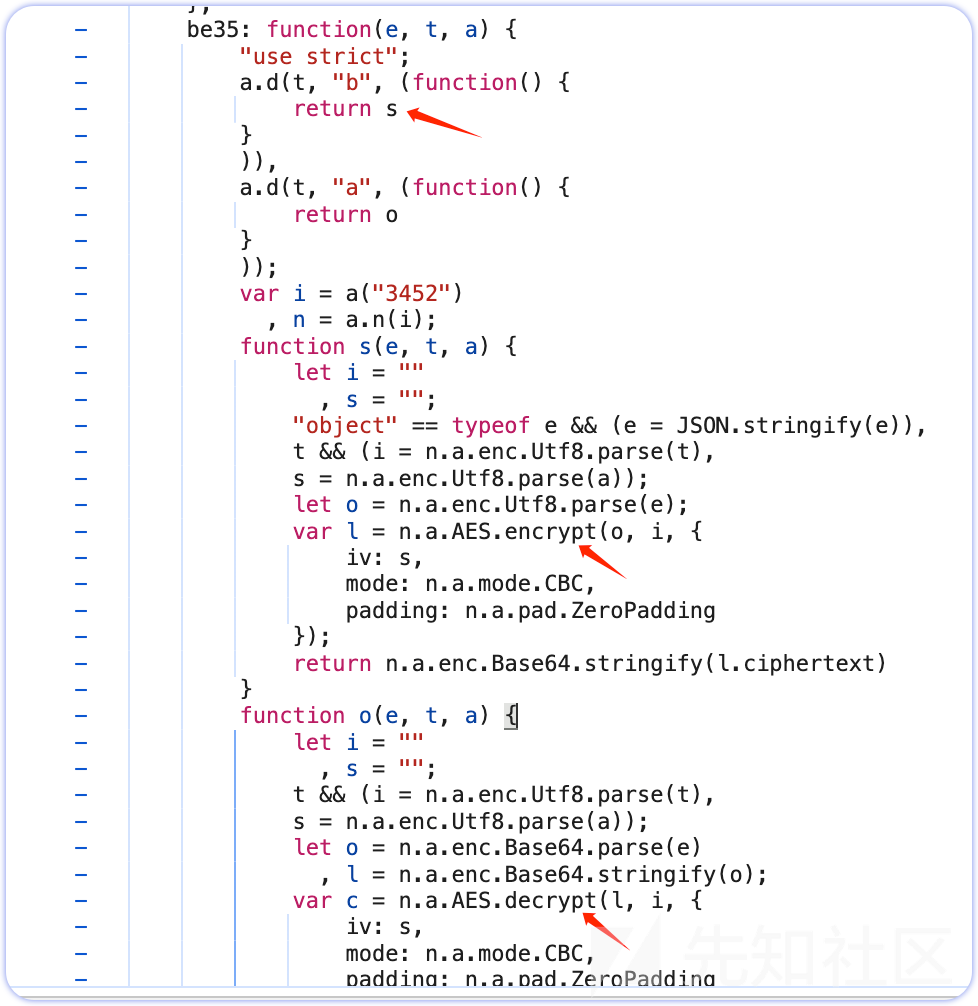 },
be35: function(e, t, a) {
"use strict";
a.d(t, "b", (function() {
return s
}
)),
a.d(t, "a", (function() {
return o
}
));
var i = a("3452")
, n = a.n(i);
function s(e, t, a) {
let i = ""
, s = "";
"object" == typeof e && (e = JSON.stringify(e)),
t && (i = n.a.enc.Utf8.parse(t),
s = n.a.enc.Utf8.parse(a));
let o = n.a.enc.Utf8.parse(e);
var l = n.a.AES.encrypt(o, i, {
iv: s,
mode: n.a.mode.CBC,
padding: n.a.pad.ZeroPadding
});
return n.a.enc.Base64.stringify(l.ciphertext)
}
function o(e, t, a) {
let i = ""
, s = "";
t && (i = n.a.enc.Utf8.parse(t),
s = n.a.enc.Utf8.parse(a));
let o = n.a.enc.Base64.parse(e)
, l = n.a.enc.Base64.stringify(o);
var c = n.a.AES.decrypt(l, i, {
iv: s,
mode: n.a.mode.CBC,
padding: n.a.pad.ZeroPadding
先知社区